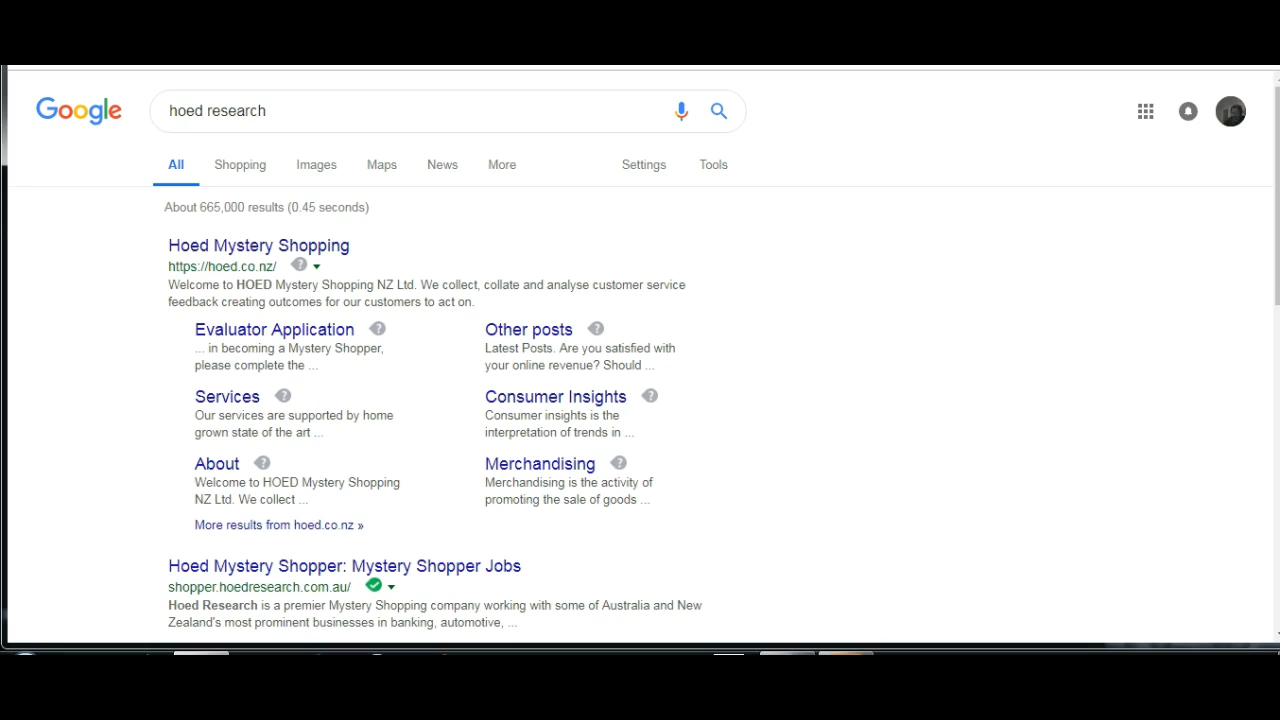 Google
hoed research
All Shopping Images Maps News More Settings Tools
About 665,000 results (0.45 seconds)
Hoed Mystery Shopping
https://hoed.co.nz/
Welcome to HOED Mystery Shopping NZ Ltd. We collect, collate and analyse customer service
feedback creating outcomes for our customers to act on.
Evaluator Application
... in becoming a Mystery Shopper,
please complete the ...
Other posts
Latest Posts. Are you satisfied with
your online revenue? Should ...
Services
Our services are supported by home
grown state of the art ...
Consumer Insights
Consumer insights is the
interpretation of trends in ...
About
Welcome to HOED Mystery Shopping
NZ Ltd. We collect ...
Merchandising
Merchandising is the activity of
promoting the sale of goods ...
More results from hoed.co.nz »
Hoed Mystery Shopper: Mystery Shopper Jobs
shopper.hoedresearch.com.au/
Hoed Research is a premier Mystery Shopping company working with some of Australia and New
Zealand's most prominent businesses in banking, automotive, ...